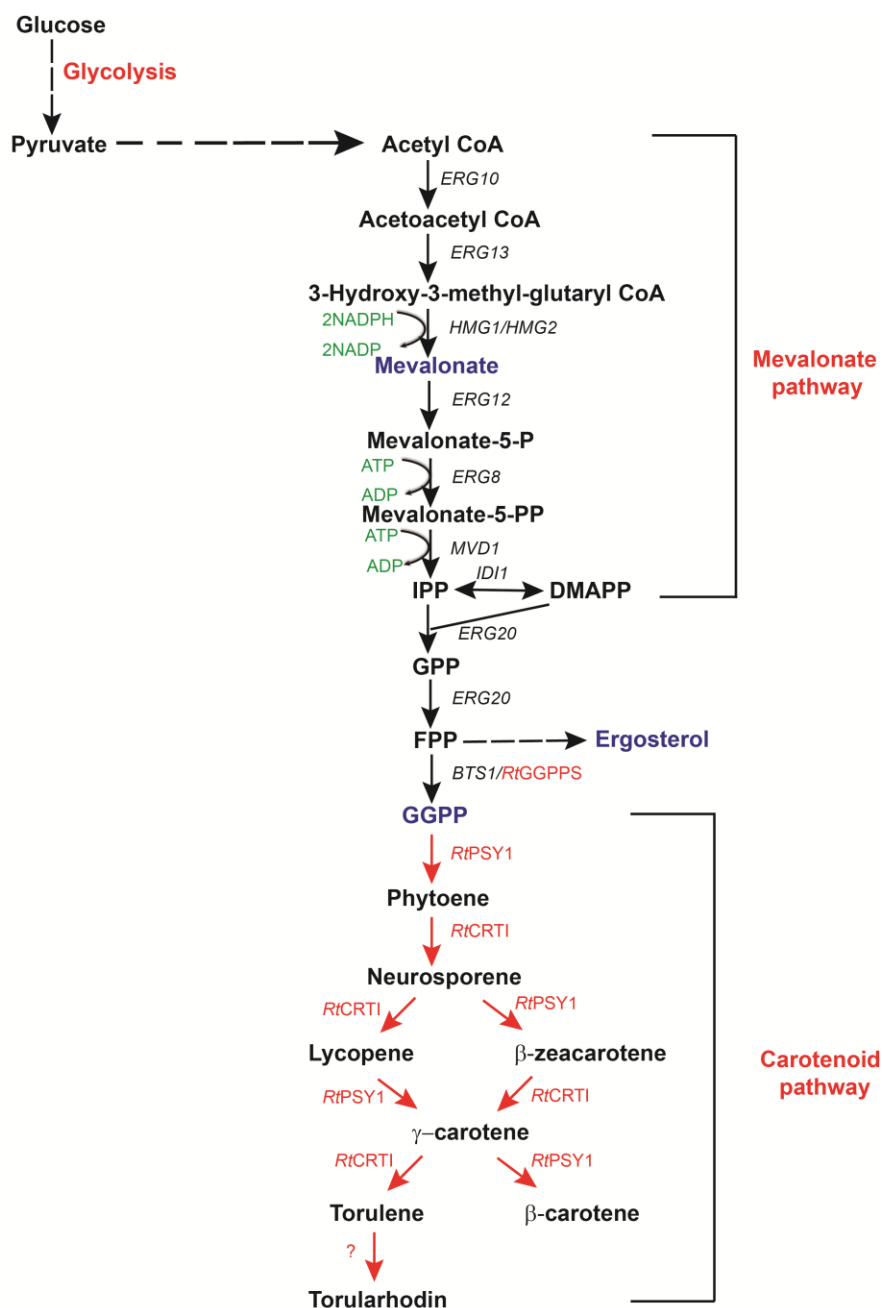 Glucose
Glycolysis
Pyruvate
Acetyl CoA
ERG10
Acetoacetyl CoA
ERG13
3-Hydroxy-3-methyl-glutaryl CoA
2NADPH
HMG1/HMG2
2NADP
Mevalonate
Mevalonate
pathway
ERG12
Mevalonate-5-P
ATP
ERG8
ADP
Mevalonate-5-PP
ATP
MVD1
ADP
IDI1
IPP
DMAPP
ERG20
GPP
ERG20
FPP
Ergosterol
BTS1/RtGGPPS
GGPP
RtPSY1
Phytoene
RtCRTI
Neurosporene
RtCRTI
RtPSY1
Lycopene
β-zeacarotene
Carotenoid
pathway
RtPSY1
RtCRTI
γ–carotene
RtCRTI
RtPSY1
Torulene
β-carotene
?
Torularhodin